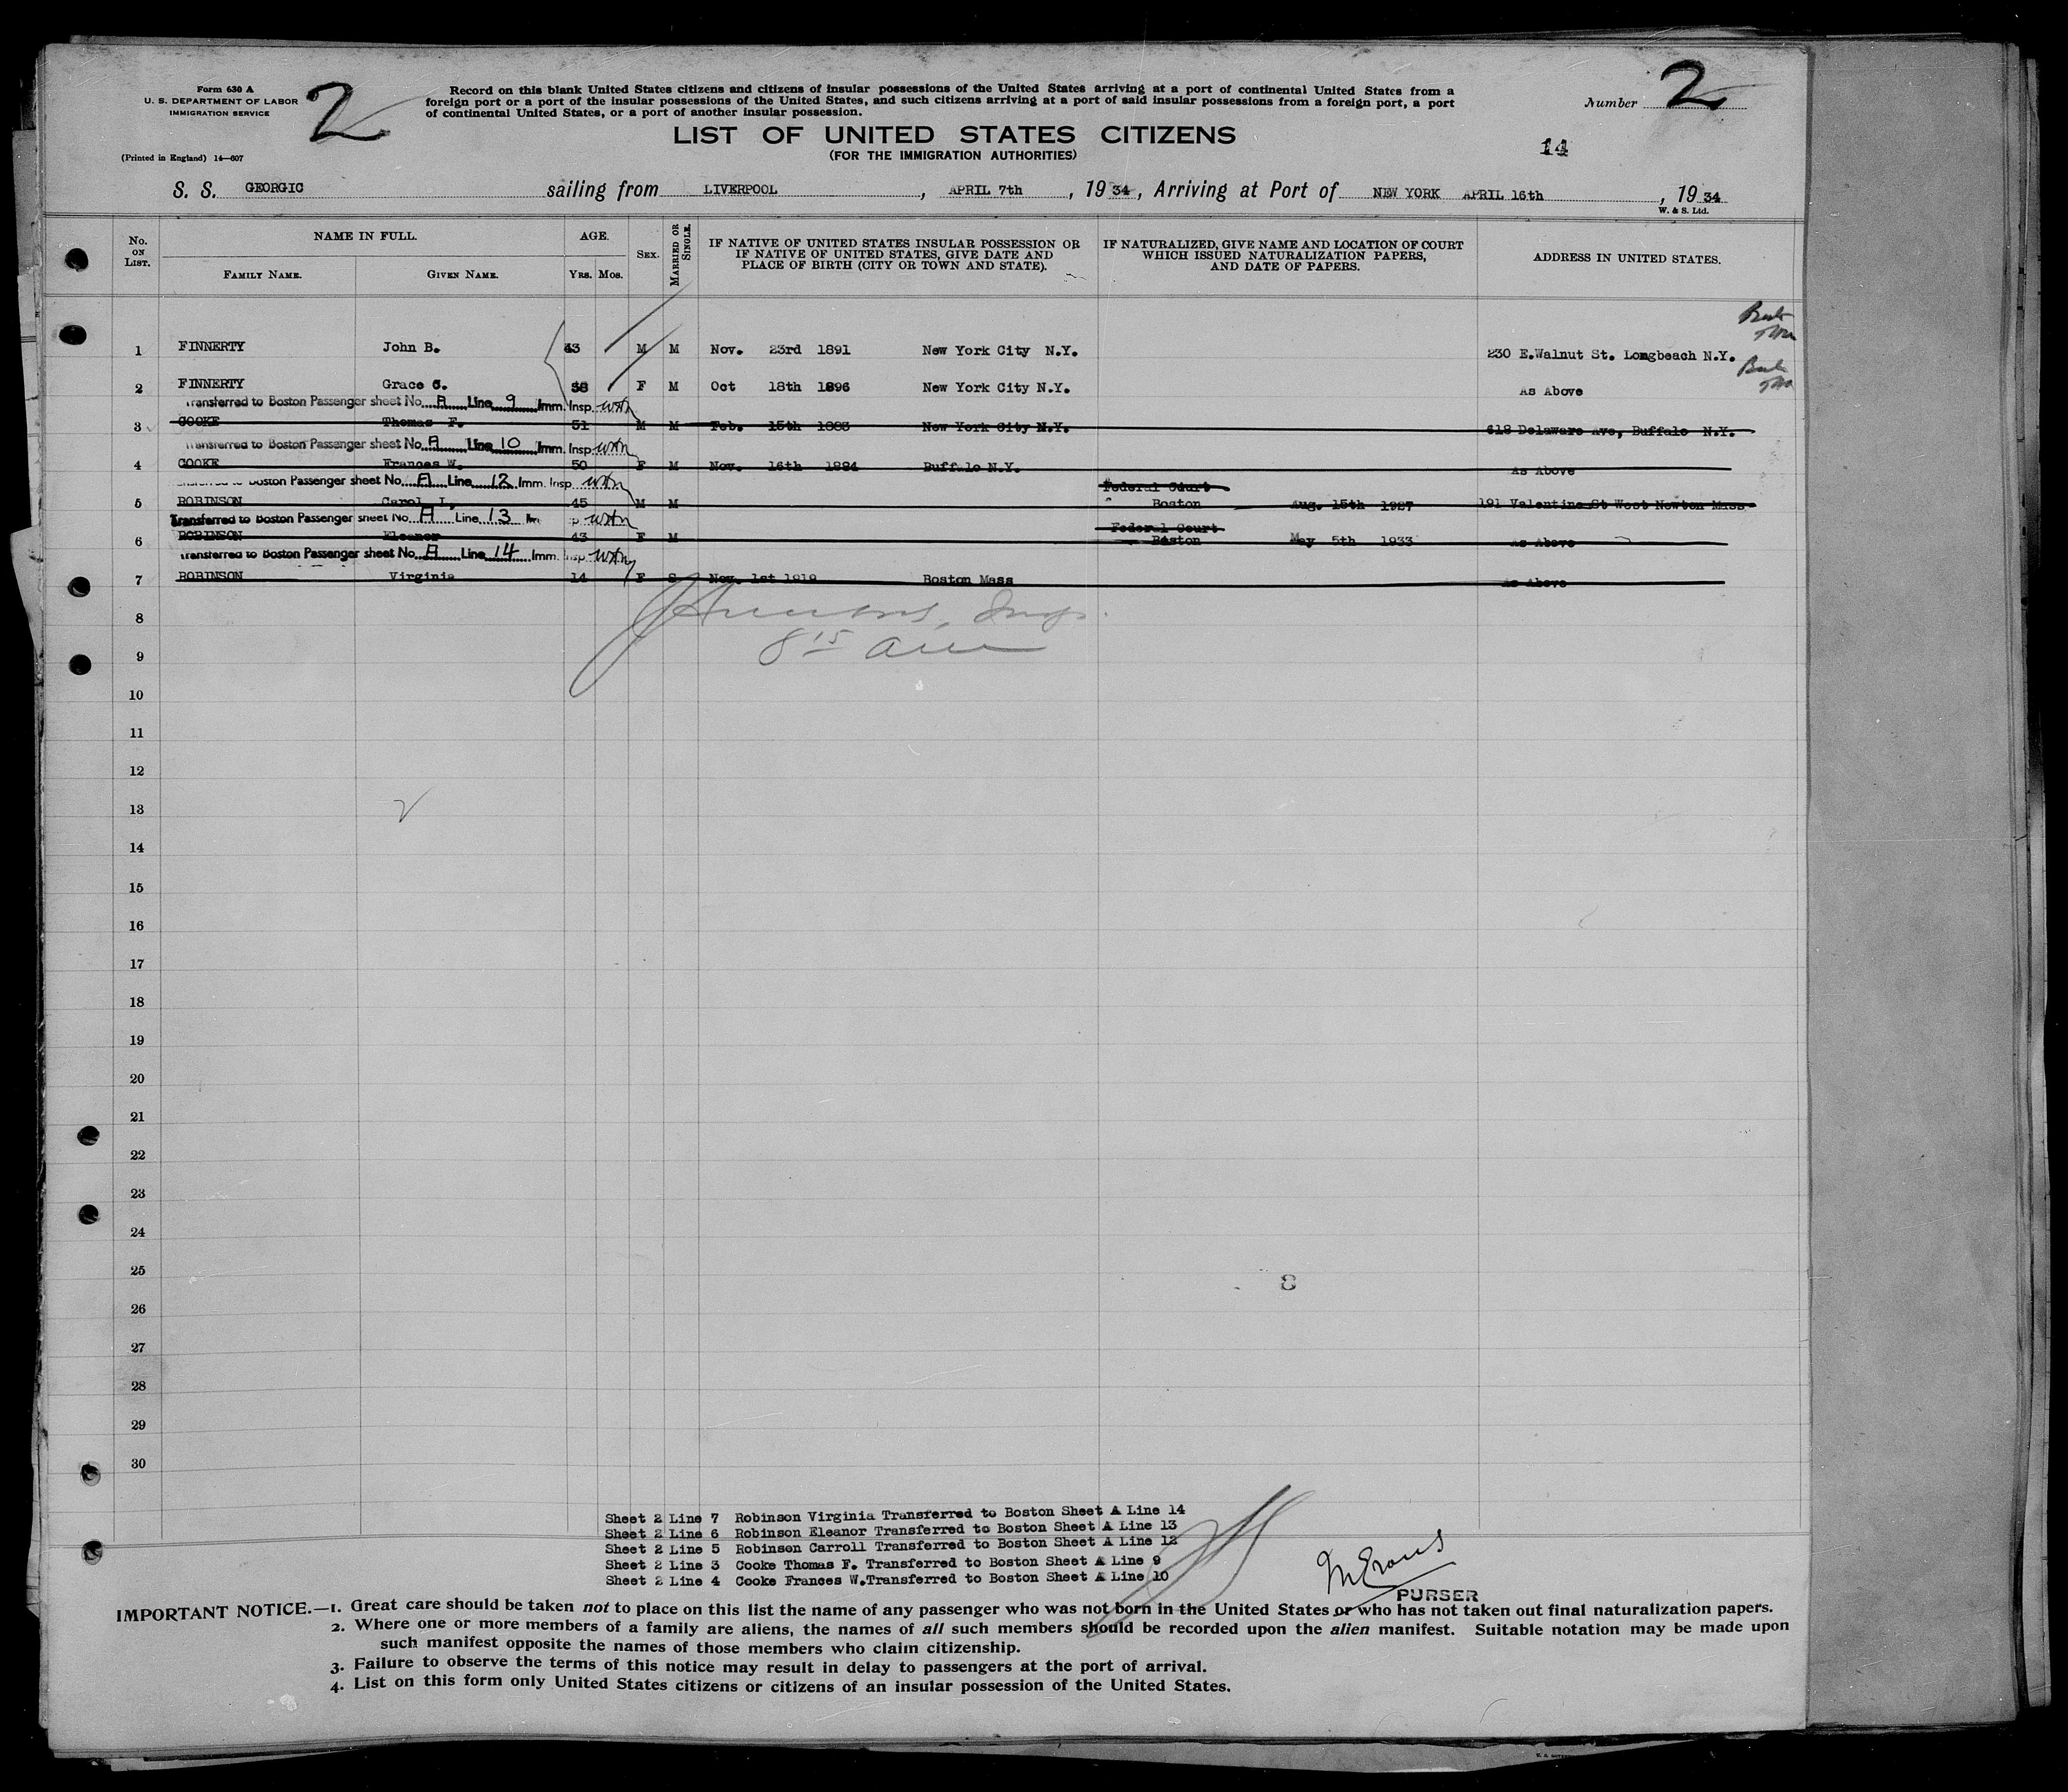 Form 630 A
U. S. DEPARTMENT OF LABOR
IMMIGRATION SERVICE
(Printed in England) 14—607
2
Record on this blank United States citizens and citizens of insular possessions of the United States arriving at a port of continental United States from a
foreign port or a port of the insular possessions of the United States, and such citizens arriving at a port of said insular possessions from a foreign port, a port
of continental United States, or a port of another insular possession.
Number 2
LIST OF UNITED STATES CITIZENS
(FOR THE IMMIGRATION AUTHORITIES)
14
S. S. GEORGIC sailing from LIVERPOOL, APRIL 7th, 1934, Arriving at Port of NEW YORK APRIL 16th, 1934
W. & S. Ltd.
No. ON LIST.
NAME IN FULL.
FAMILY NAME.
GIVEN NAME.
AGE.
YRS. MOS.
SEX.
MARRIED OR SINGLE.
IF NATIVE OF UNITED STATES INSULAR POSSESSION OR
IF NATIVE OF UNITED STATES, GIVE DATE AND
PLACE OF BIRTH (CITY OR TOWN AND STATE).
IF NATURALIZED, GIVE NAME AND LOCATION OF COURT
WHICH ISSUED NATURALIZATION PAPERS,
AND DATE OF PAPERS.
ADDRESS IN UNITED STATES.
1 FINNERTY John B. 43 M M Nov. 23rd 1891 New York City N.Y. 230 E.Walnut St. Longbeach N.Y.
2 FINNERTY Grace C. 38 F M Oct 18th 1896 New York City N.Y. As Above
Transferred to Boston Passenger sheet No. A Line 9 Imm. Insp.
3 COOKE Thomas F. 51 M M Feb. 15th 1883 New York City N.Y. 618 Delaware Ave, Buffalo N.Y.
Transferred to Boston Passenger sheet No. A Line 10 Imm. Insp.
4 COOKE Frances W. 50 F M Nov. 16th 1884 Buffalo N.Y. As Above
Transferred to Boston Passenger sheet No. A Line 12 Imm. Insp.
Federal Court
5 ROBINSON Carol L, 45 M M Boston Aug. 15th 1927 191 Valentine St West Newton Mass
Transferred to Boston Passenger sheet No. A Line 13
Federal Court
6 ROBINSON Eleanor 43 F M Boston May 5th 1933 As Above
Transferred to Boston Passenger sheet No. A Line 14 Imm. Insp.
7 ROBINSON Virginia 14 F S Nov. 1st 1919 Boston Mass As Above
8
9 8 15
10
11
12
13
14
15
16
17
18
19
20
21
22
23
24
25
8
26
27
28
29
30
Sheet 2 Line 7 Robinson Virginia Transferred to Boston Sheet A Line 14
Sheet 2 Line 6 Robinson Eleanor Transferred to Boston Sheet A Line 13
Sheet 2 Line 5 Robinson Carroll Transferred to Boston Sheet A Line 12
Sheet 2 Line 3 Cooke Thomas F. Transferred to Boston Sheet A Line 9
Sheet 2 Line 4 Cooke Frances W.Transferred to Boston Sheet A Line 10
PURSER
IMPORTANT NOTICE.—1. Great care should be taken not to place on this list the name of any passenger who was not born in the United States or who has not taken out final naturalization papers.
2. Where one or more members of a family are aliens, the names of all such members should be recorded upon the alien manifest. Suitable notation may be made upon
such manifest opposite the names of those members who claim citizenship.
3. Failure to observe the terms of this notice may result in delay to passengers at the port of arrival.
4. List on this form only United States citizens or citizens of an insular possession of the United States.